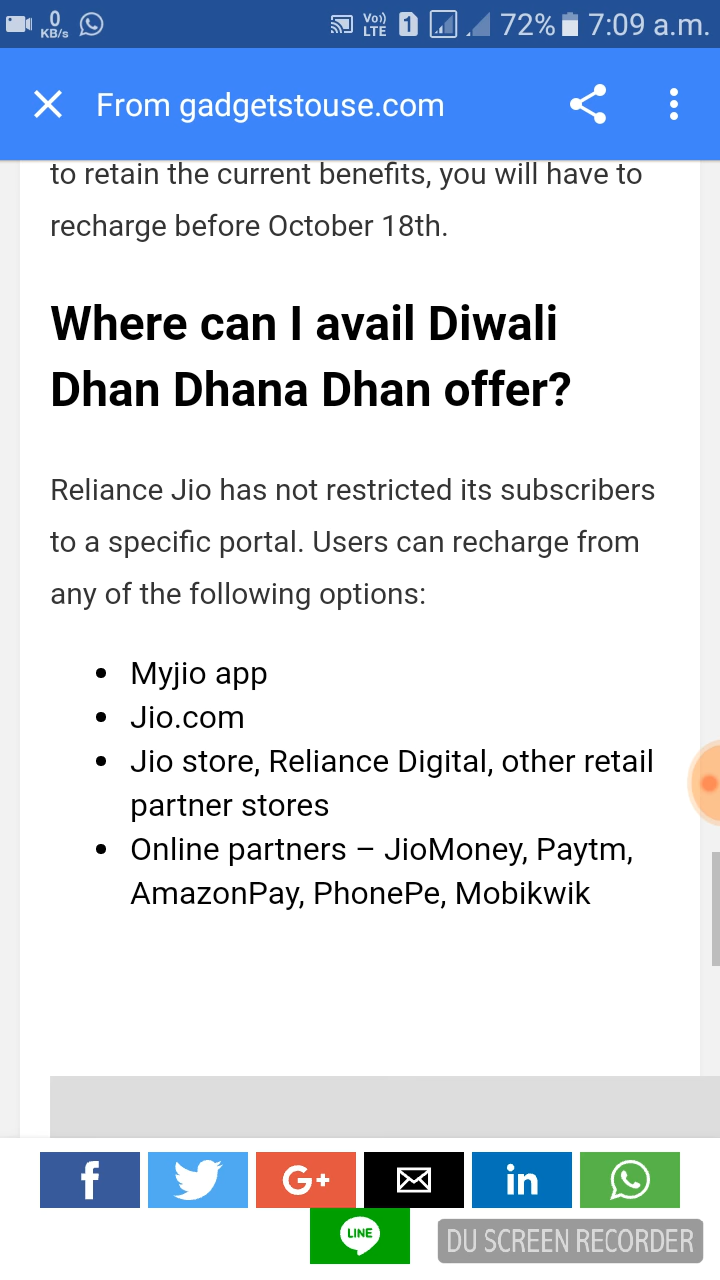 0
KB/s
Vo))
LTE
1
72%
7:09 a.m.
From gadgetstouse.com
to retain the current benefits, you will have to
recharge before October 18th.
Where can I avail Diwali
Dhan Dhana Dhan offer?
Reliance Jio has not restricted its subscribers
to a specific portal. Users can recharge from
any of the following options:
• Myjio app
• Jio.com
• Jio store, Reliance Digital, other retail
partner stores
• Online partners – JioMoney, Paytm,
AmazonPay, PhonePe, Mobikwik
f
G+
in
LINE
DU SCREEN RECORDER